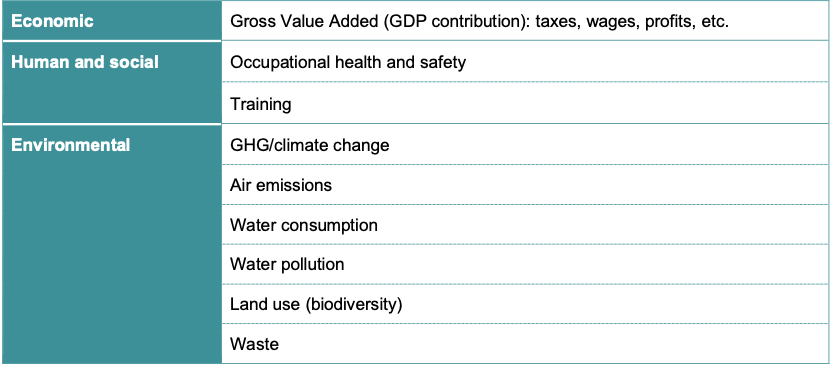 Economic
Gross Value Added (GDP contribution): taxes, wages, profits, etc.
Human and social
Occupational health and safety
Training
Environmental
GHG/climate change
Air emissions
Water consumption
Water pollution
Land use (biodiversity)
Waste